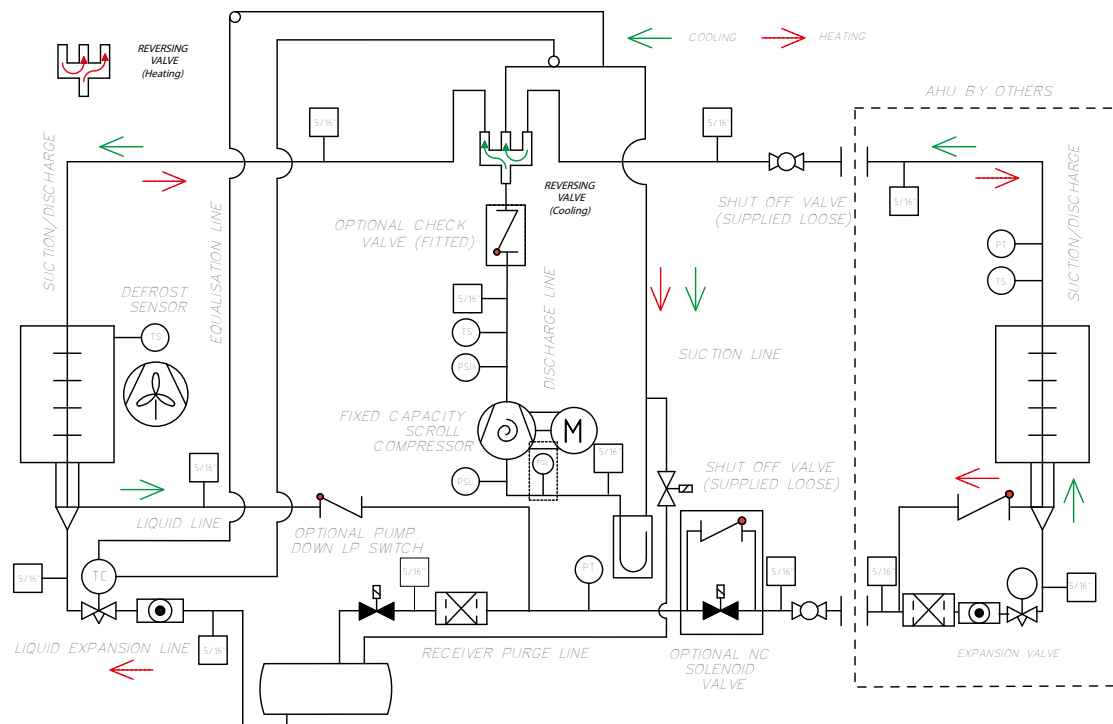 REVERSING
VALVE
(Heating)
COOLING
HEATING
AHU BY OTHERS
5/16"
5/16"
5/16"
REVERSING
VALVE
(Cooling)
SHUT OFF VALVE
(SUPPLIED LOOSE)
OPTIONAL CHECK
VALVE (FITTED)
SUCTION/DISCHARGE
EQUALISATION LINE
SUCTION/DISCHARGE
PT
TS
DEFROST
SENSOR
TS
5/16"
TS
PSH
DISCHARGE LINE
SUCTION LINE
FIXED CAPACITY
SCROLL
COMPRESSOR
M
PSL
PSL
5/16"
5/16"
SHUT OFF VALVE
(SUPPLIED LOOSE)
LIQUID LINE
OPTIONAL PUMP
DOWN LP SWITCH
5/16"
TC
5/16"
PT
5/16"
5/16"
5/16"
LIQUID EXPANSION LINE
RECEIVER PURGE LINE
OPTIONAL NC
SOLENOID
VALVE
EXPANSION VALVE